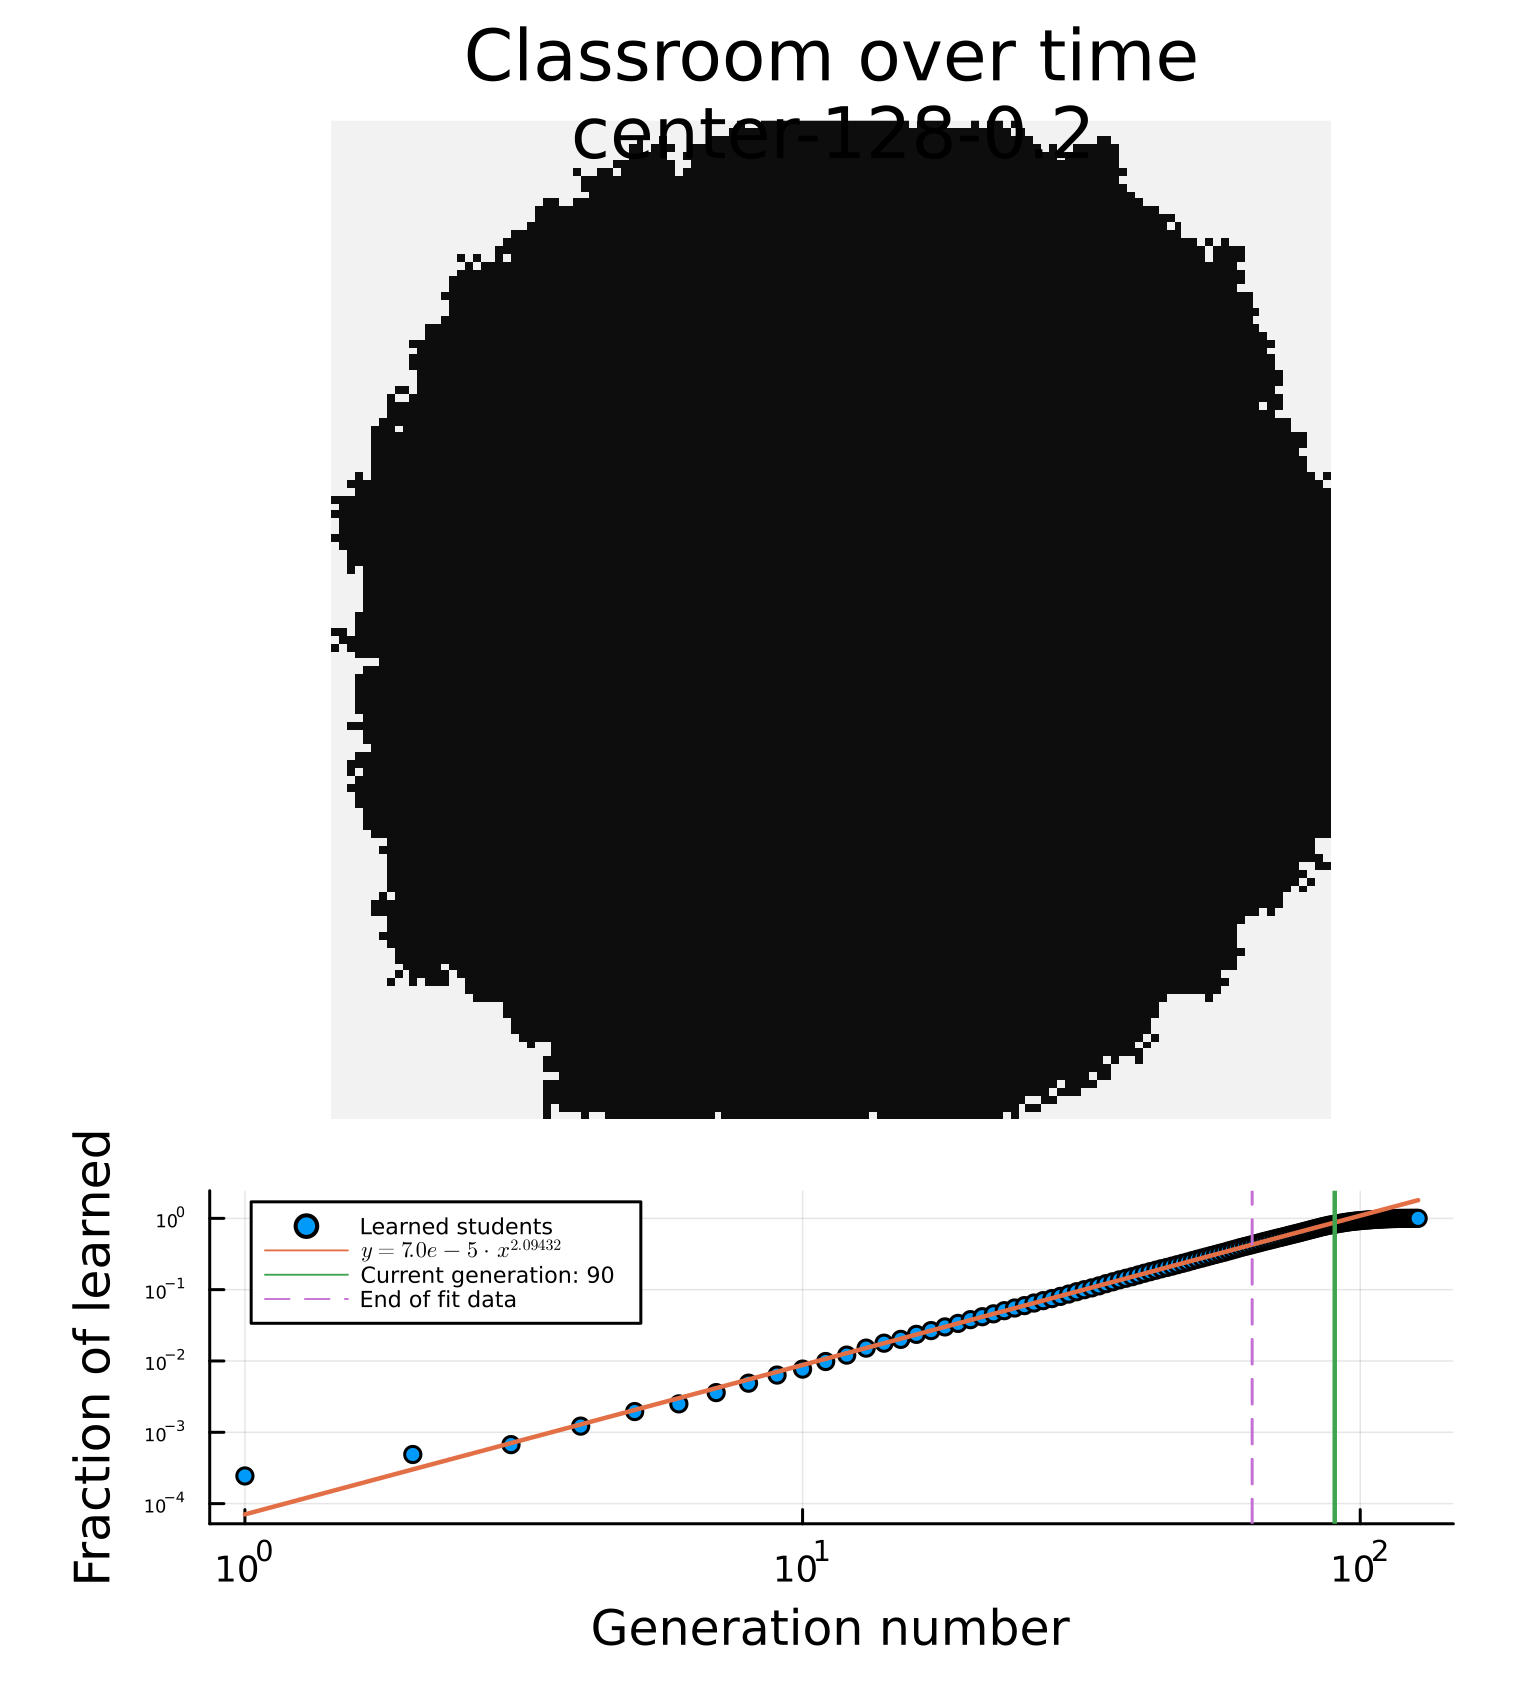 Classroom over time
center-128-0.2
Fraction of learned
10⁰
10⁻¹
10⁻²
10⁻³
10⁻⁴
Learned students
y = 7.0e − 5 · x^2.09432
Current generation: 90
End of fit data
10⁰
10¹
10²
Generation number